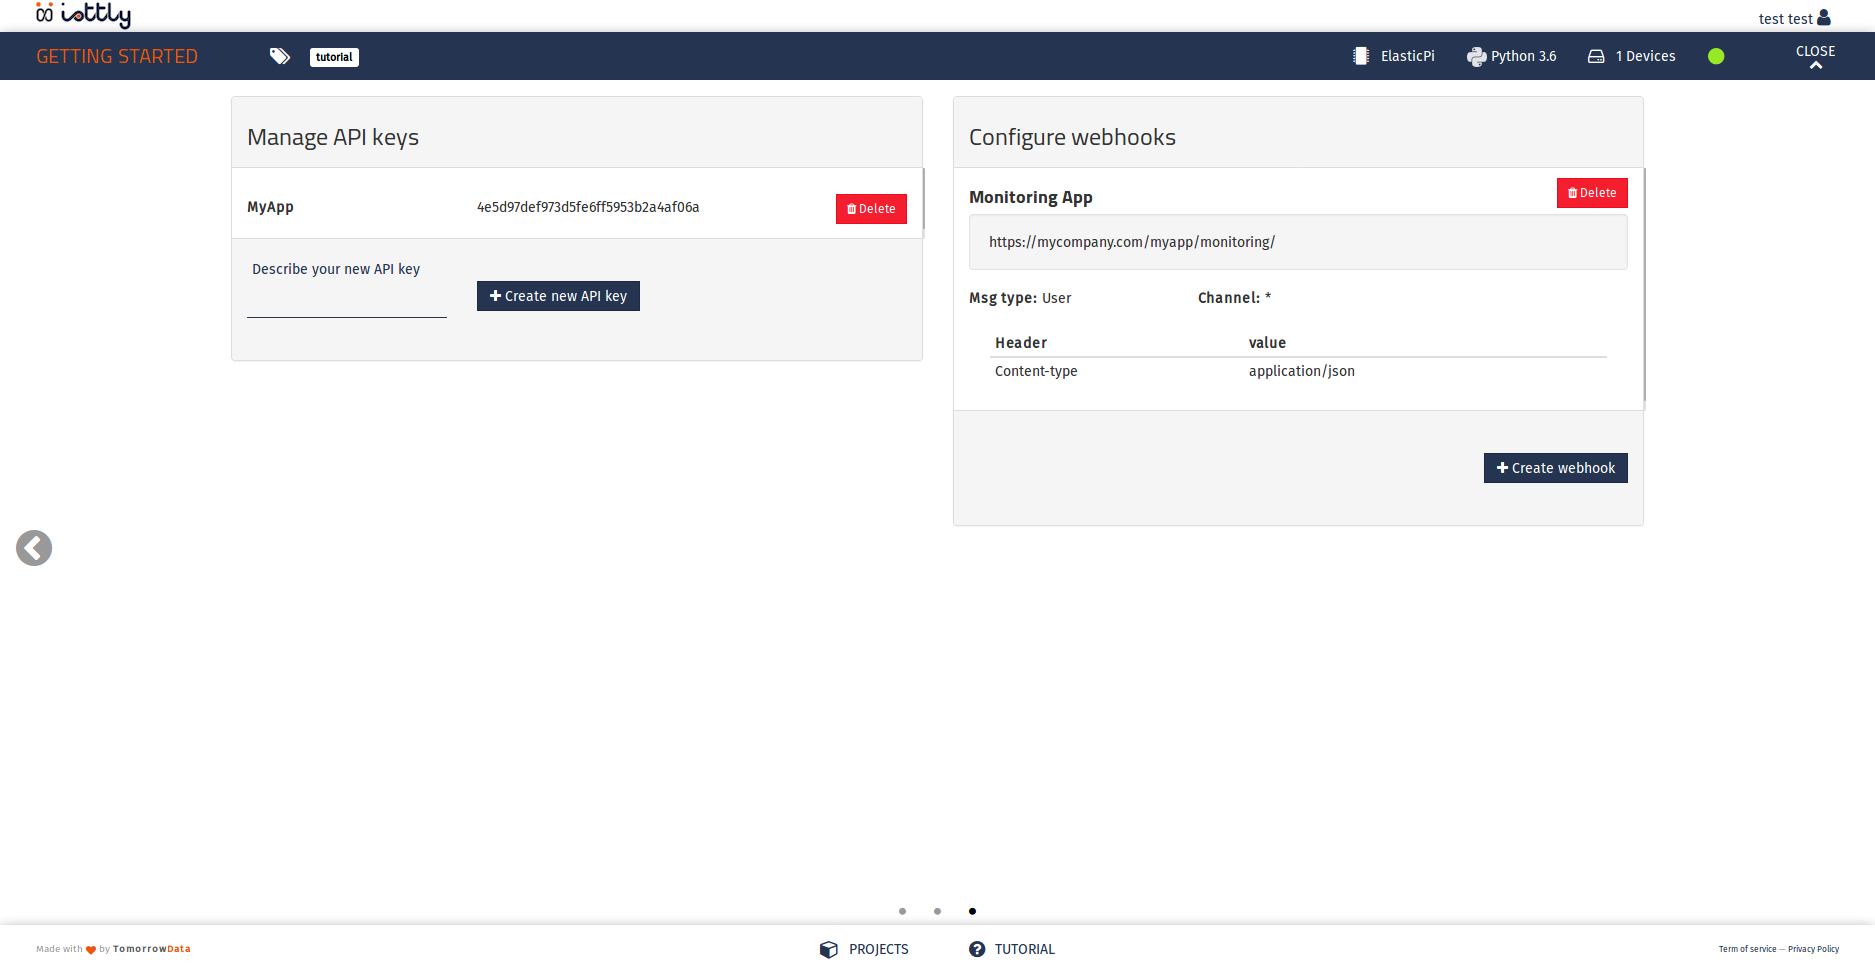 iottly
test test
GETTING STARTED
tutorial
ElasticPi
Python 3.6
1 Devices
CLOSE
Manage API keys
MyApp
4e5d97def973d5fe6ff5953b2a4af06a
Delete
Describe your new API key
Create new API key
Configure webhooks
Monitoring App
Delete
https://mycompany.com/myapp/monitoring/
Msg type: User
Channel: *
Header value
Content-type application/json
Create webhook
Made with by TomorrowData
PROJECTS
TUTORIAL
Term of service – Privacy Policy